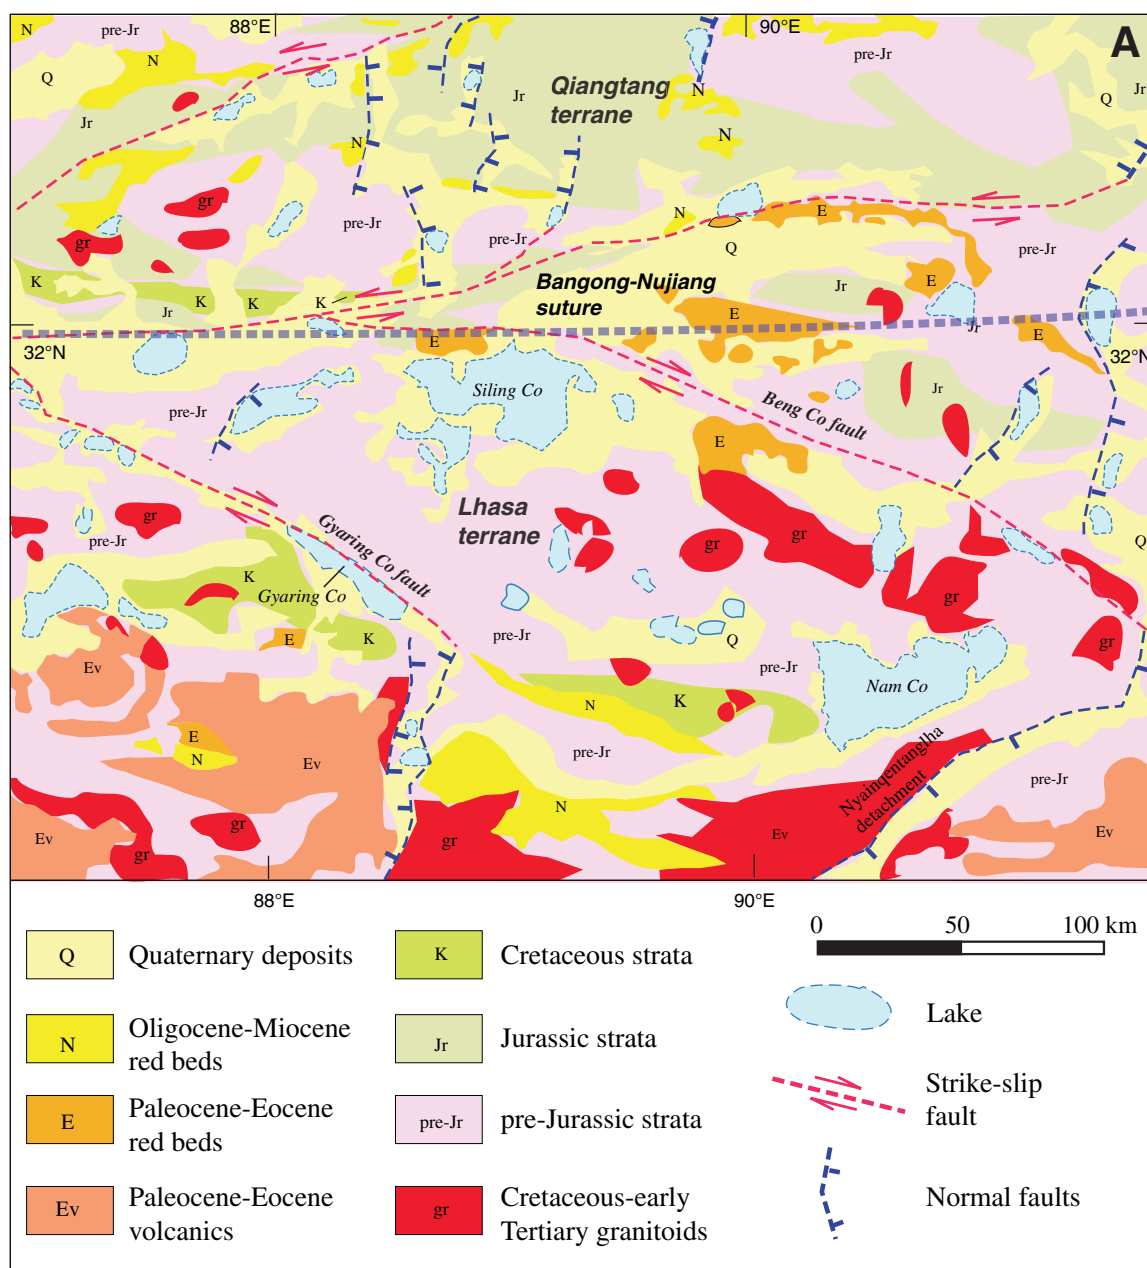 88°E
90°E
A
N
pre-Jr
N
Q
pre-Jr
Jr
Qiangtang
terrane
N
Q
Jr
Jr
N
N
gr
pre-Jr
N
E
gr
pre-Jr
Q
pre-Jr
K
Bangong-Nujiang
suture
E
K
K
K
Jr
Jr
E
Jr
32°N
E
E
32°N
Siling Co
pre-Jr
Beng Co fault
Jr
E
Lhasa
terrane
gr
Gyaring Co fault
pre-Jr
gr
gr
Q
K
Gyaring Co
gr
E
K
pre-Jr
Q
gr
Ev
pre-Jr
Nam Co
K
N
E
N
Ev
pre-Jr
Nyainqentanglha
detachment
pre-Jr
N
gr
Ev
gr
gr
Ev
Ev
88°E
90°E
Q
Quaternary deposits
N
Oligocene-Miocene
red beds
E
Paleocene-Eocene
red beds
Ev
Paleocene-Eocene
volcanics
K
Cretaceous strata
Jr
Jurassic strata
pre-Jr
pre-Jurassic strata
gr
Cretaceous-early
Tertiary granitoids
0 50 100 km
Lake
Strike-slip
fault
Normal faults